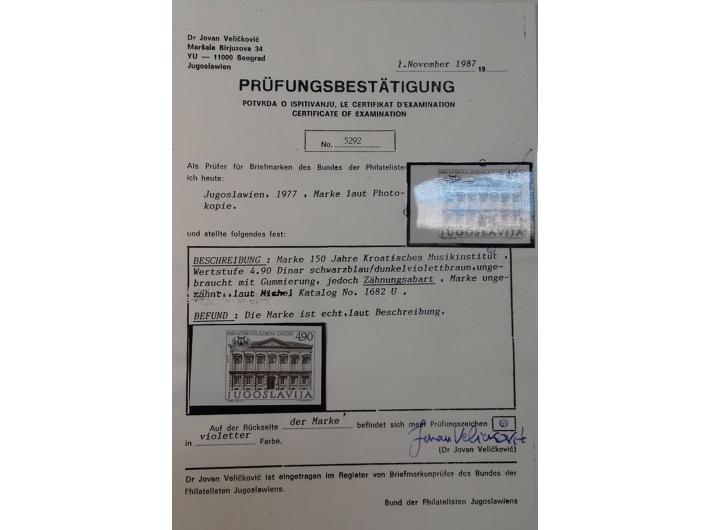 Dr Jovan Veličković
Maršala Birjuzova 34
YU — 11000 Beograd
Jugoslawien
1.November 1987
19
PRÜFUNGSBESTÄTIGUNG
POTVRDA O ISPITIVANJU, LE CERTIFIKAT D'EXAMINATION
CERTIFICATE OF EXAMINATION
No. 5292
Als Prüfer für Briefmarken des Bundes der Philatelisten
ich heute:
Jugoslawien, 1977 , Marke laut Photo-
kopie.
JUGOSLAVIJA
und stellte folgendes fest:
BESCHREIBUNG : Marke 150 Jahre Kroatisches Musikinstitut ,
Wertstufe 4.90 Dinar schwarzblau/dunkelviolettbraun,unge-
braucht mit Gummierung, jedoch Zähnungsabart , Marke unge-
zähnt,,laut Michel Katalog No. 1682 U .
BEFUND : Die Marke ist echt,laut Beschreibung.
HRVATSKI GLAZBENI ZAVOD 4,90
JUGOSLAVIJA
Auf der Rückseite der Marke befindet sich mein Prüfungszeichen
in violetter Farbe.
Jovan Veličković
(Dr Jovan Veličković)
Dr Jovan Veličković ist eingetragen im Register von Briefmarkenprüfer des Bundes der
Fhilatelisten Jugoslawiens.
Bund der Philatelisten Jugoslawiens